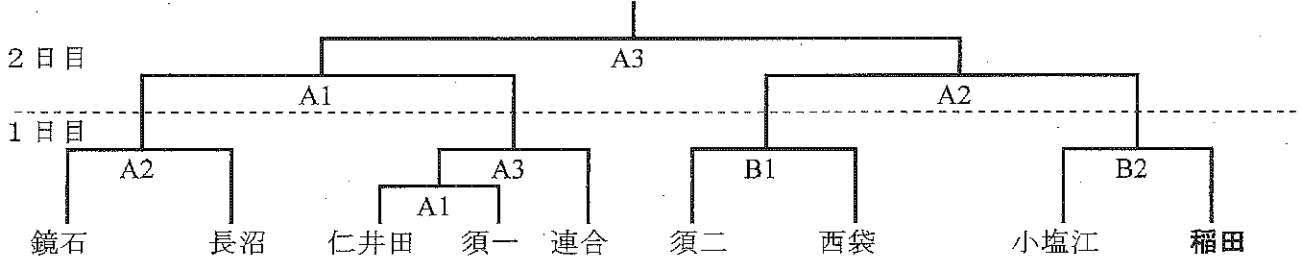 2日目
A3
A1
A2
1日目
A2
A3
B1
B2
A1
鏡石
長沼
仁井田
須一
連合
須二
西袋
小塩江
稲田